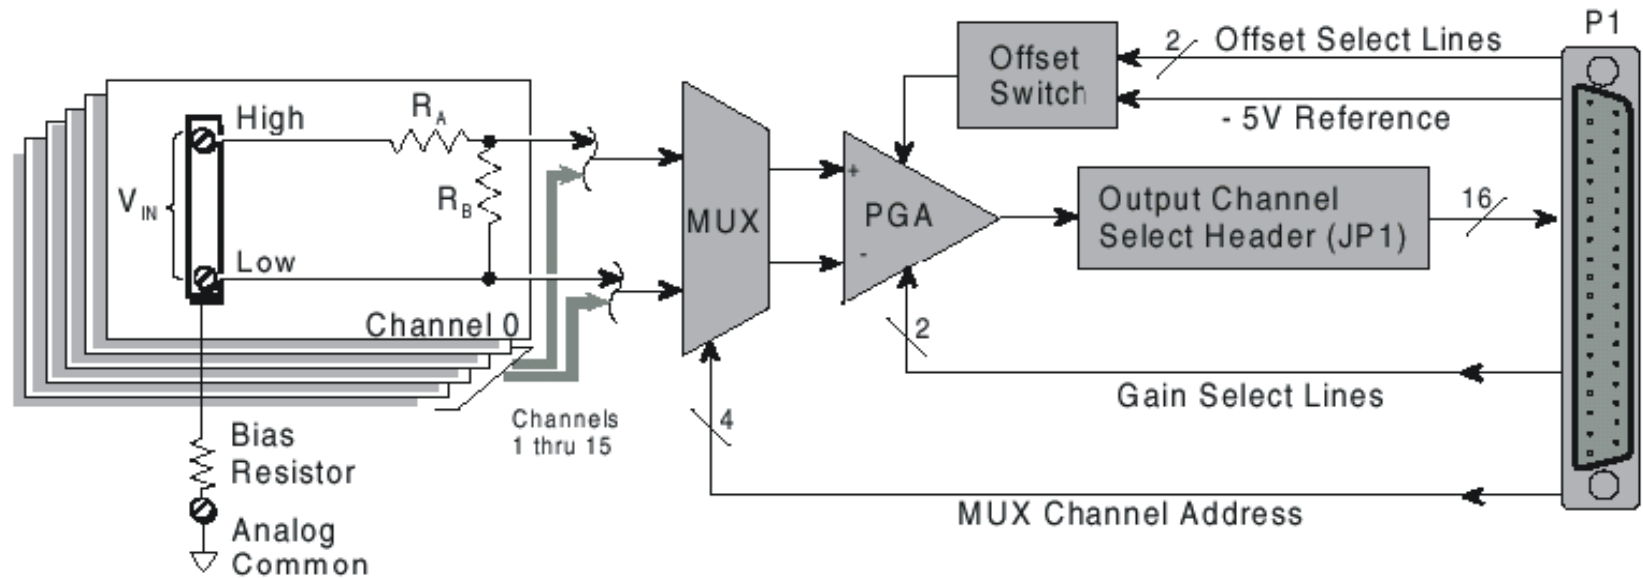 P1
2
Offset Select Lines
Offset
Switch
- 5V Reference
High
RA
VIN
RB
Low
Channel 0
MUX
+
PGA
-
Output Channel
Select Header (JP1)
16
2
Gain Select Lines
Channels
1 thru 15
4
MUX Channel Address
Bias
Resistor
Analog
Common